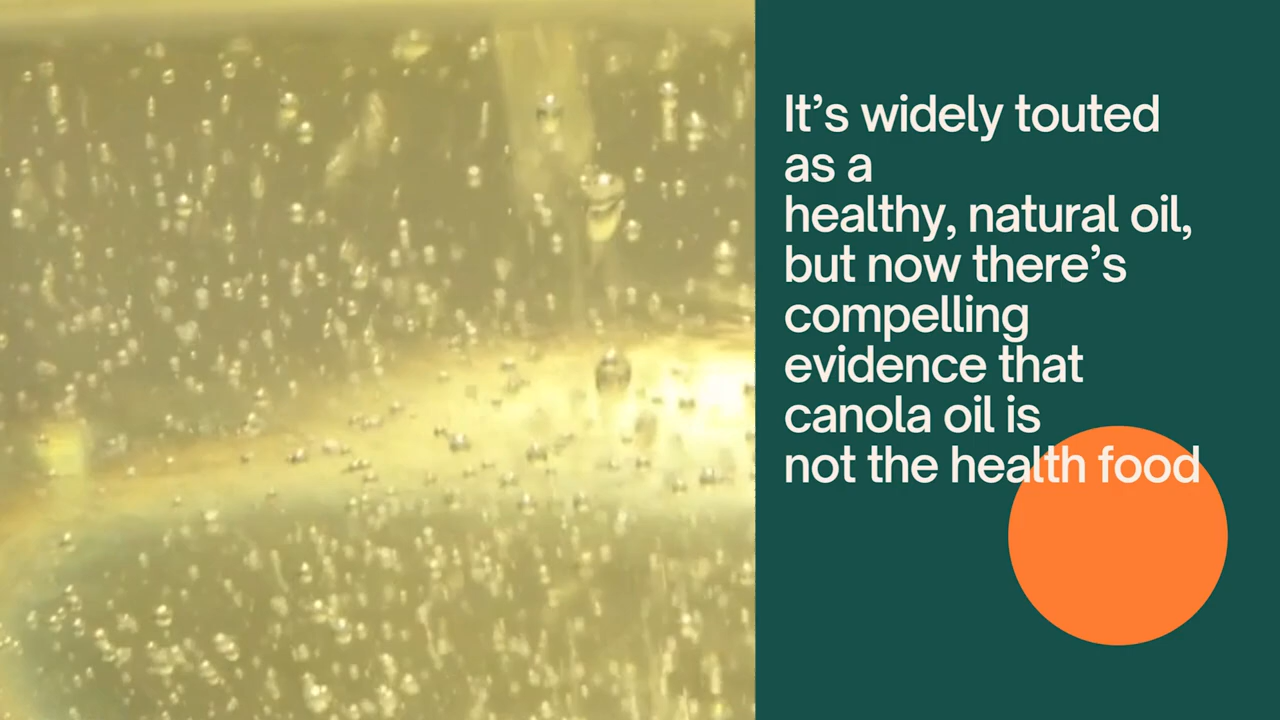 It’s widely touted
as a
healthy, natural oil,
but now there’s
compelling
evidence that
canola oil is
not the health food